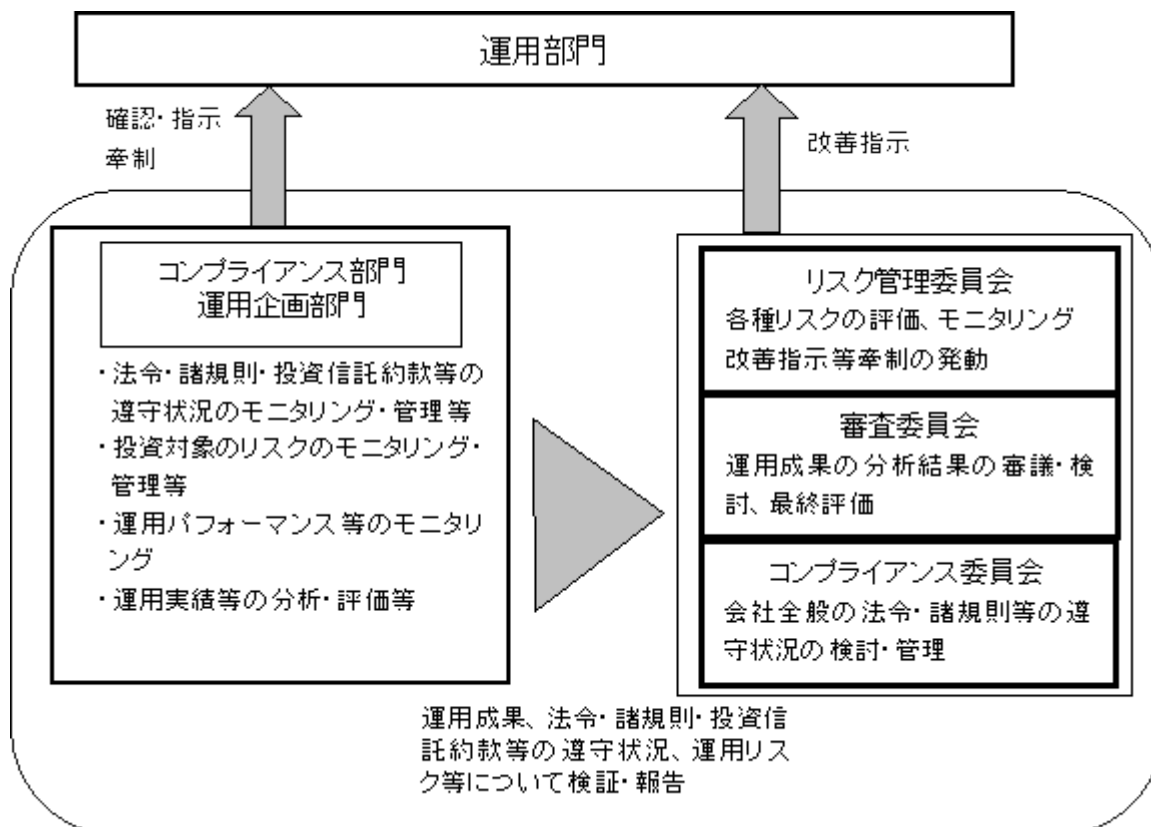 運用部門
確認・指示
牽制
改善指示
コンプライアンス部門
運用企画部門
・法令・諸規則・投資信託約款等の
遵守状況のモニタリング・管理等
・投資対象のリスクのモニタリング・
管理等
・運用パフォーマンス等のモニタリ
ング
・運用実績等の分析・評価等
リスク管理委員会
各種リスクの評価、モニタリング
改善指示等牽制の発動
審査委員会
運用成果の分析結果の審議・検
討、最終評価
コンプライアンス委員会
会社全般の法令・諸規則等の遵
守状況の検討・管理
運用成果、法令・諸規則・投資信
託約款等の遵守状況、運用リス
ク等について検証・報告